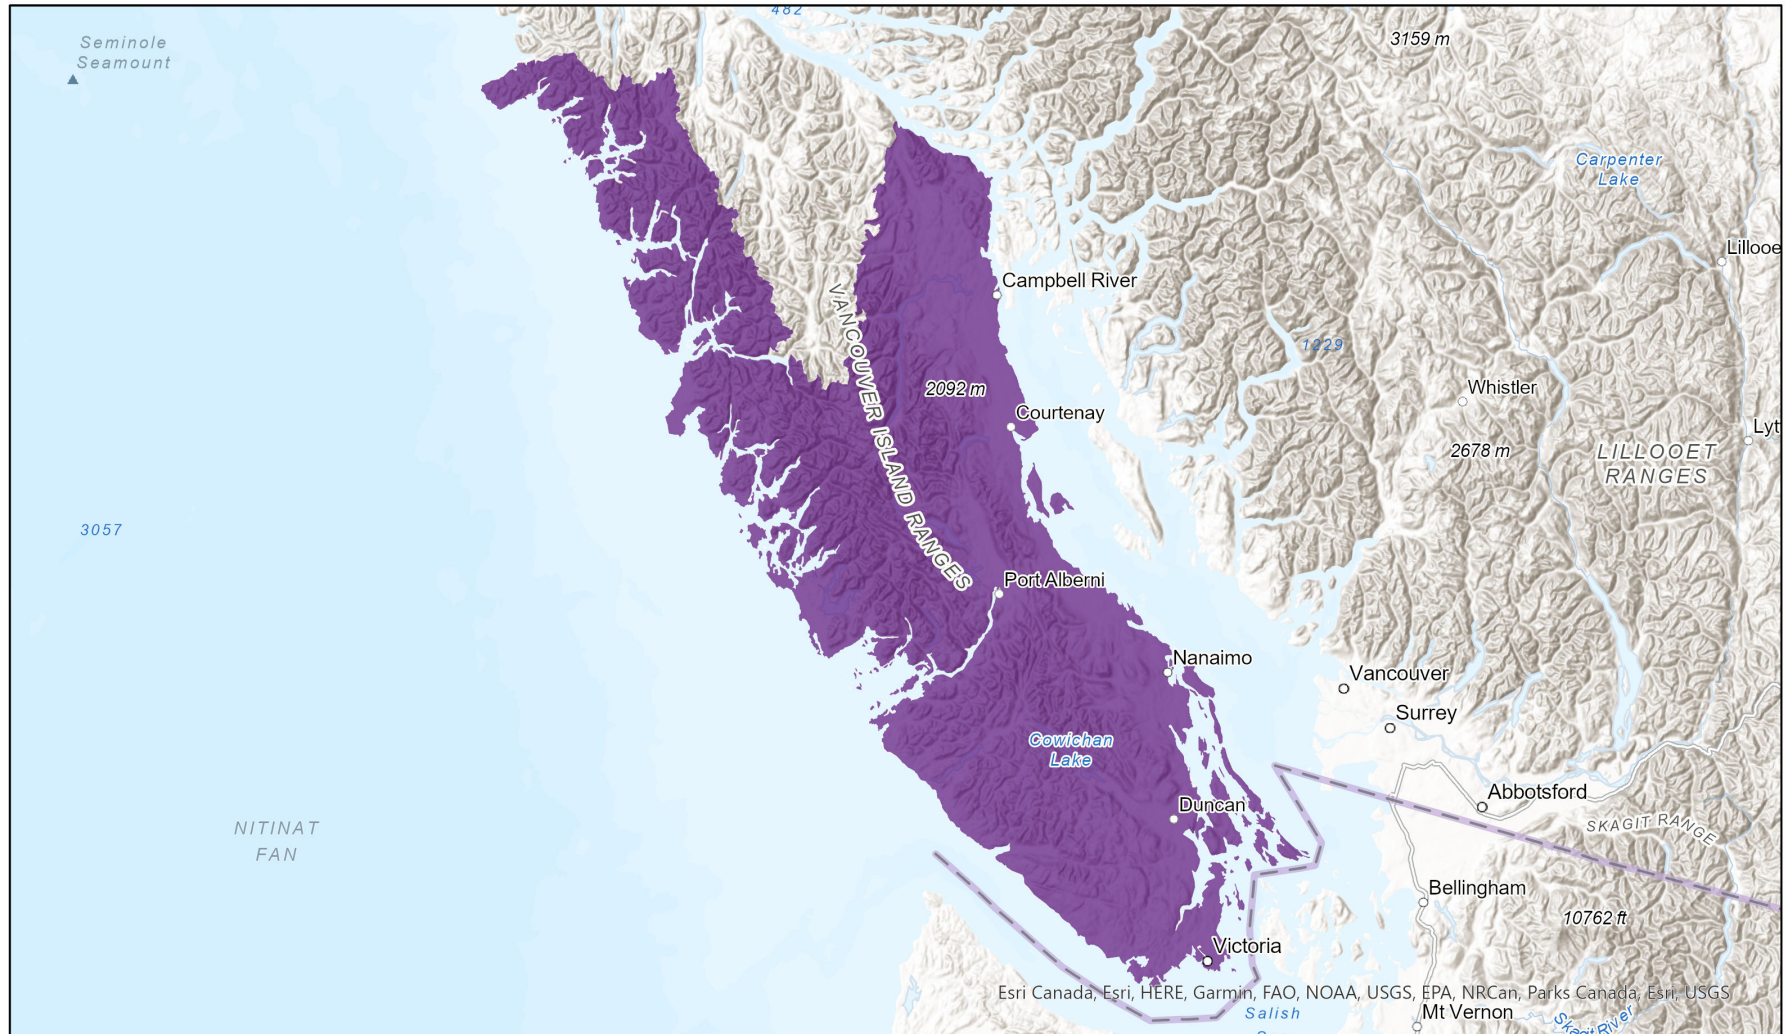 482
Seminole
Seamount
3159 m
Carpenter
Lake
Campbell River
VANCOUVER ISLAND RANGES
1229
2092 m
Whistler
Courtenay
2678 m
LILLOOET
RANGES
3057
Port Alberni
Nanaimo
Vancouver
Surrey
Cowichan
Lake
Abbotsford
Duncan
SKAGIT RANGE
NITINAT
FAN
Bellingham
10762 ft
Victoria
Esri Canada, Esri, HERE, Garmin, FAO, NOAA, USGS, EPA, NRCan, Parks Canada, Esri, USGS
Salish
Mt Vernon
Skagit River